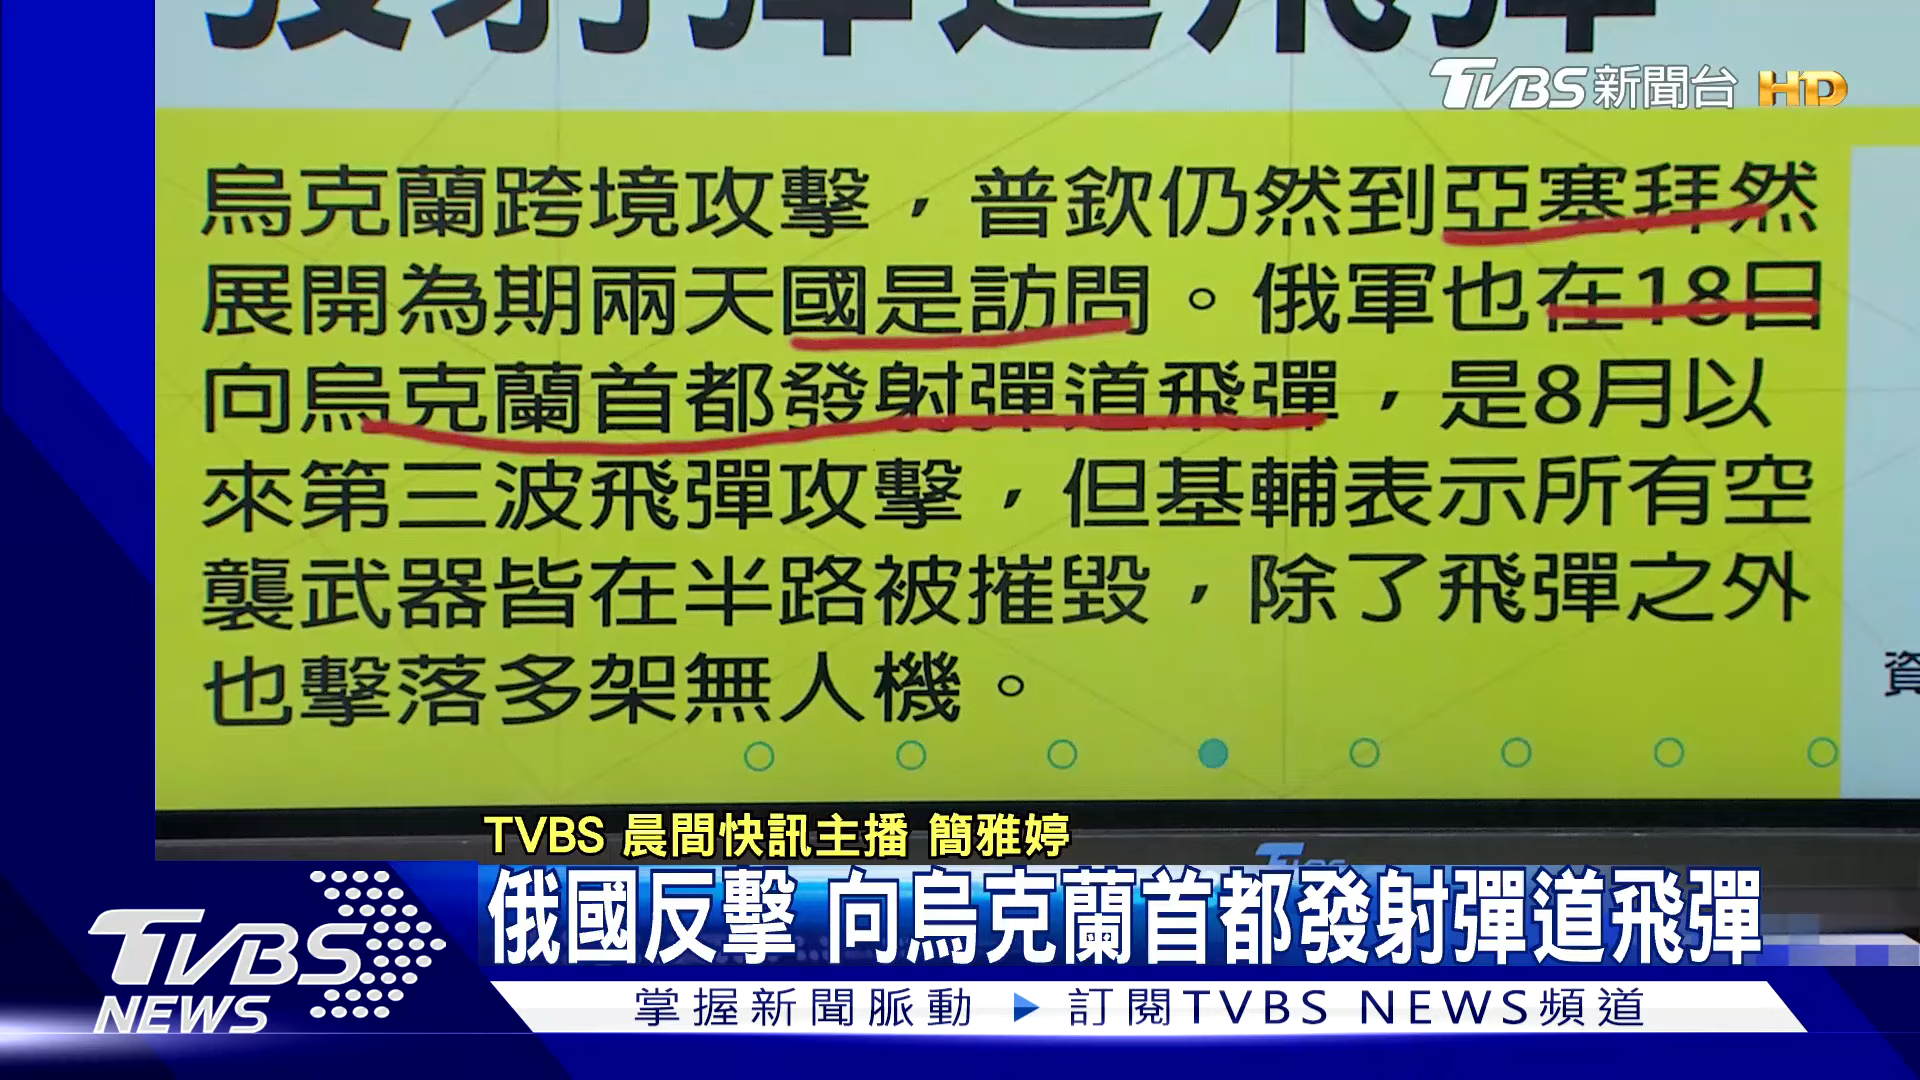 發射彈道飛彈
TVBS新聞台 HD
烏克蘭跨境攻擊，普欽仍然到亞塞拜然
展開為期兩天國是訪問。俄軍也在18日
向烏克蘭首都發射彈道飛彈，是8月以
來第三波飛彈攻擊，但基輔表示所有空
襲武器皆在半路被摧毀，除了飛彈之外
也擊落多架無人機。
資
TVBS 晨間快訊主播 簡雅婷
俄國反擊 向烏克蘭首都發射彈道飛彈
TVBS
NEWS
掌握新聞脈動 ▶ 訂閱TVBS NEWS頻道